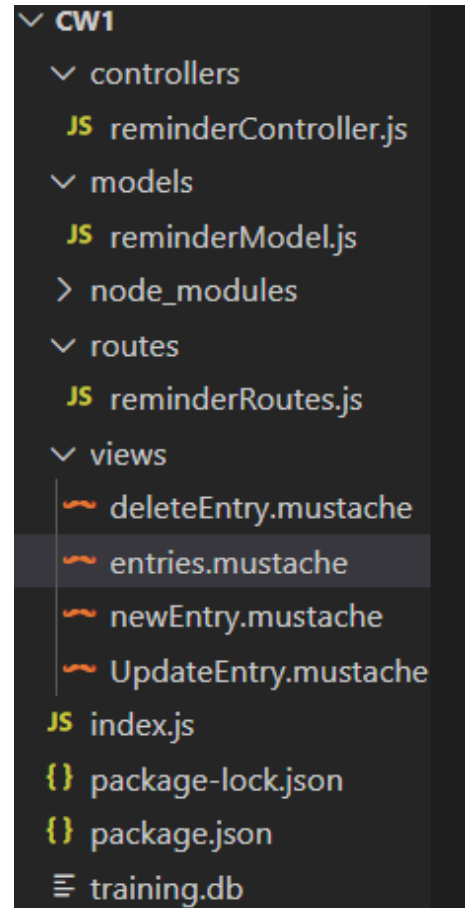 CW1
controllers
JS reminderController.js
models
JS reminderModel.js
node_modules
routes
JS reminderRoutes.js
views
deleteEntry.mustache
entries.mustache
newEntry.mustache
UpdateEntry.mustache
JS index.js
{} package-lock.json
{} package.json
training.db